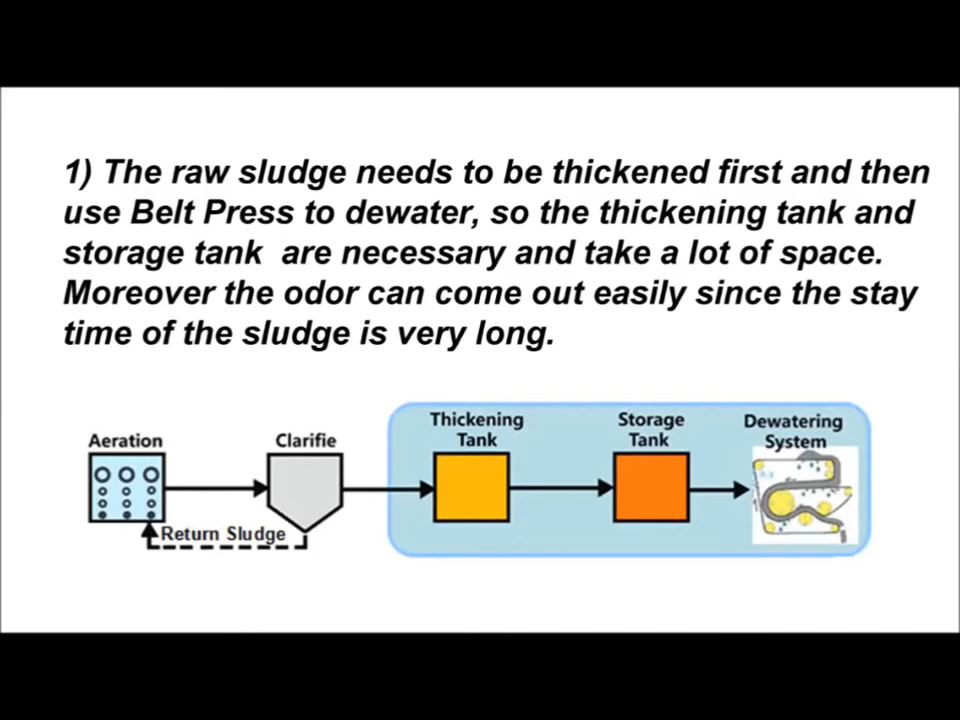 1) The raw sludge needs to be thickened first and then
use Belt Press to dewater, so the thickening tank and
storage tank are necessary and take a lot of space.
Moreover the odor can come out easily since the stay
time of the sludge is very long.
Aeration
Clarifie
Thickening
Tank
Storage
Tank
Dewatering
System
Return Sludge